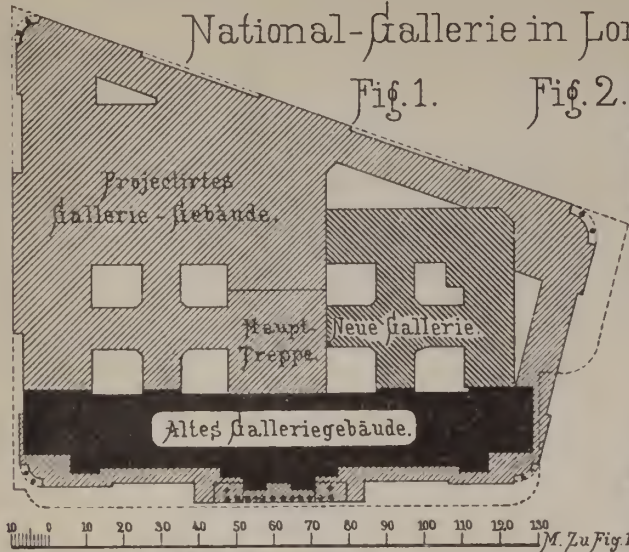 National-Gallerie in Lon
Fig. 1. Fig. 2.
Projectirtes
Gallerie-Gebäude.
Haupt-
Treppe.
Neue Gallerie.
Altes Galleriegebäude.
10 0 10 20 30 40 50 60 70 80 90 100 110 120 130 M. Zu Fig. 1